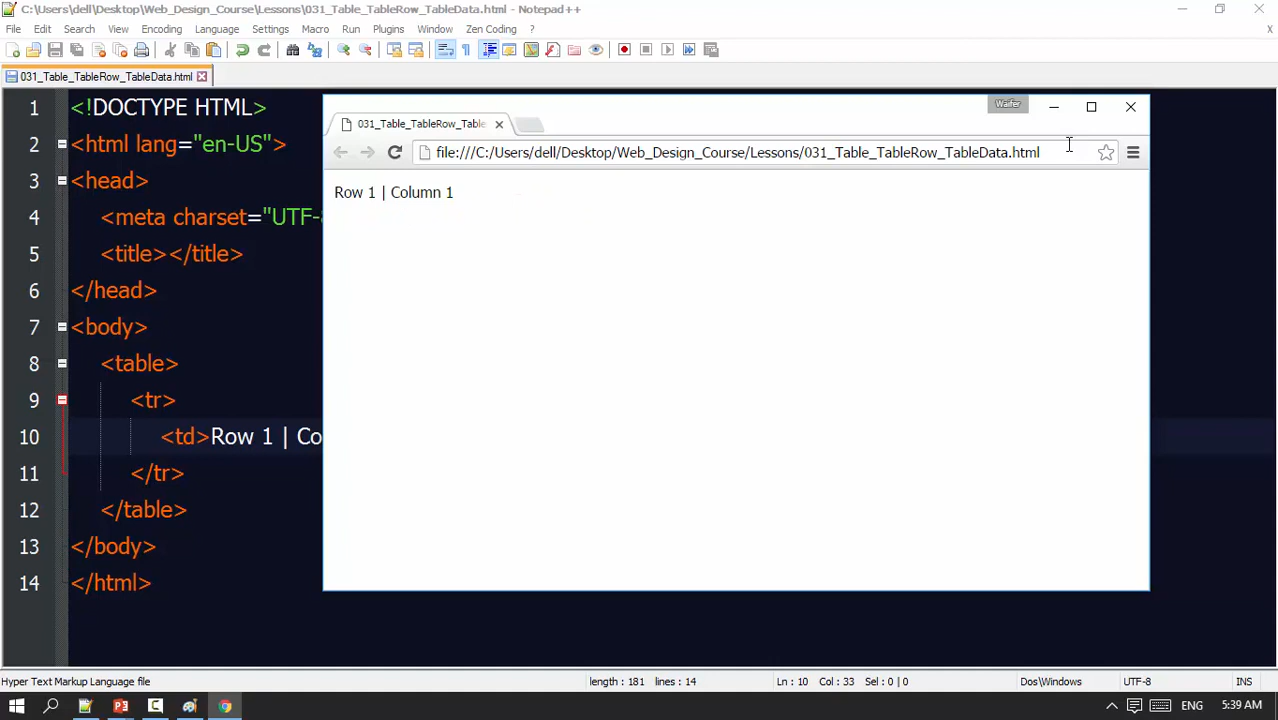 C:\Users\dell\Desktop\Web_Design_Course\Lessons\031_Table_TableRow_TableData.html - Notepad++
File Edit Search View Encoding Language Settings Macro Run Plugins Window Zen Coding ? X
031_Table_TableRow_TableData.html
1 <!DOCTYPE HTML>
2 <html lang="en-US">
3 <head>
4 <meta charset="UTF-8
5 <title></title>
6 </head>
7 <body>
8 <table>
9 <tr>
10 <td>Row 1 | Co
11 </tr>
12 </table>
13 </body>
14 </html>
Waifer
031_Table_TableRow_Table
file:///C:/Users/dell/Desktop/Web_Design_Course/Lessons/031_Table_TableRow_TableData.html
Row 1 | Column 1
Hyper Text Markup Language file length : 181 lines : 14 Ln : 10 Col : 33 Sel : 0 | 0 Dos\Windows UTF-8 INS
ENG 5:39 AM